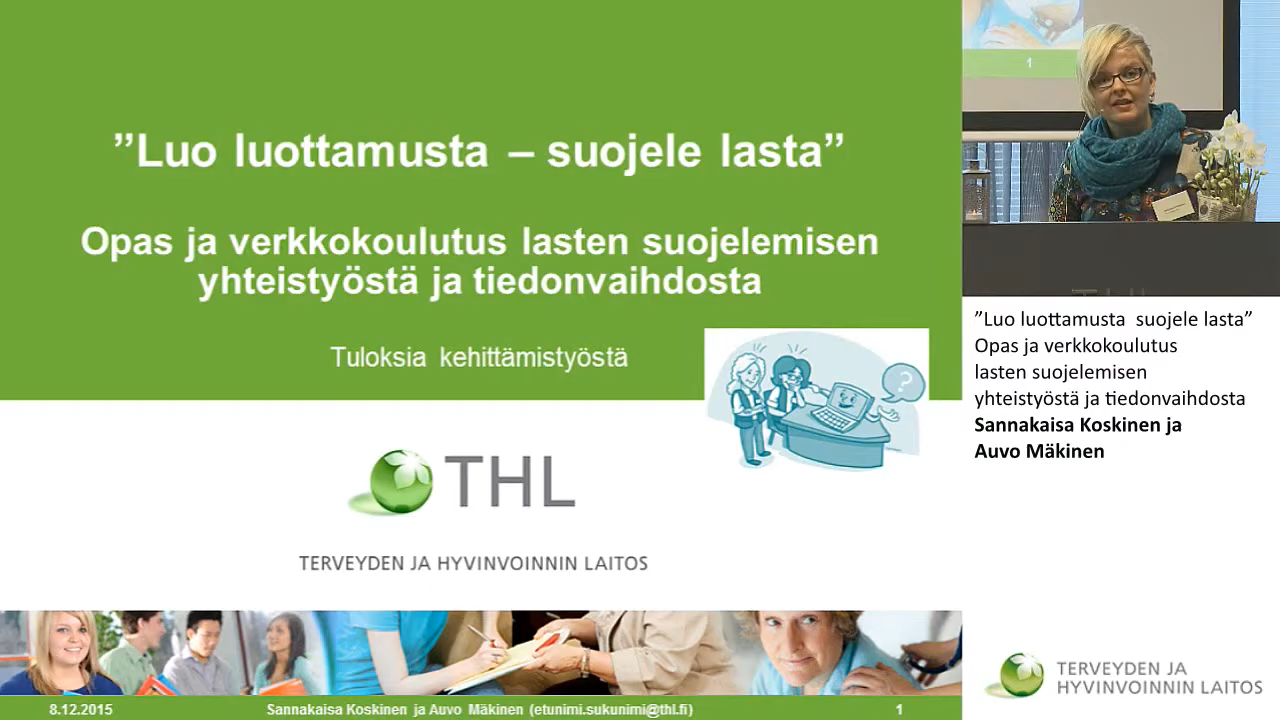 ”Luo luottamusta – suojele lasta”
Opas ja verkkokoulutus lasten suojelemisen
yhteistyöstä ja tiedonvaihdosta
Tuloksia kehittämistyöstä
?
THL
TERVEYDEN JA HYVINVOINNIN LAITOS
8.12.2015
Sannakaisa Koskinen ja Auvo Mäkinen (etunimi.sukunimi@thl.fi)
1
1
”Luo luottamusta suojele lasta”
Opas ja verkkokoulutus
lasten suojelemisen
yhteistyöstä ja tiedonvaihdosta
Sannakaisa Koskinen ja
Auvo Mäkinen
TERVEYDEN JA
HYVINVOINNIN LAITOS